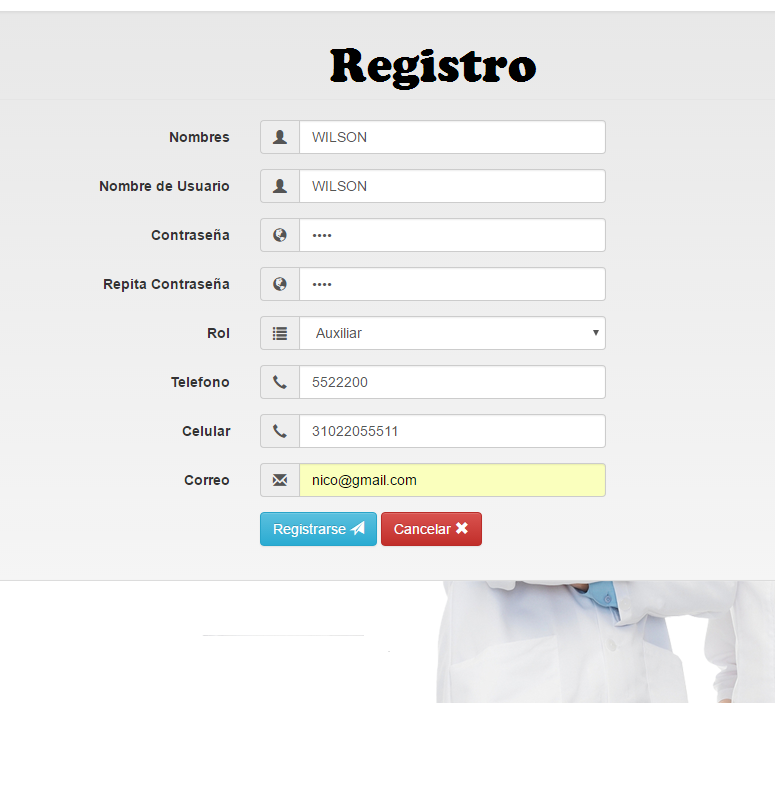 Registro
Nombres WILSON
Nombre de Usuario WILSON
Contraseña ••••
Repita Contraseña ••••
Rol Auxiliar
Telefono 5522200
Celular 31022055511
Correo nico@gmail.com
Registrarse Cancelar